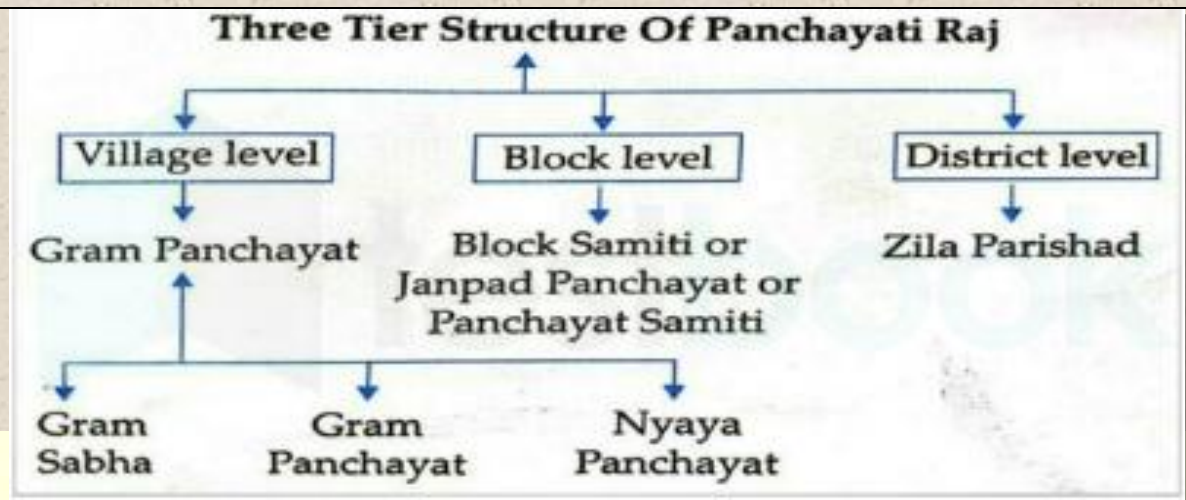 Three Tier Structure Of Panchayati Raj
Village level
Block level
District level
Gram Panchayat
Block Samiti or
Janpad Panchayat or
Panchayat Samiti
Zila Parishad
Gram
Sabha
Gram
Panchayat
Nyaya
Panchayat